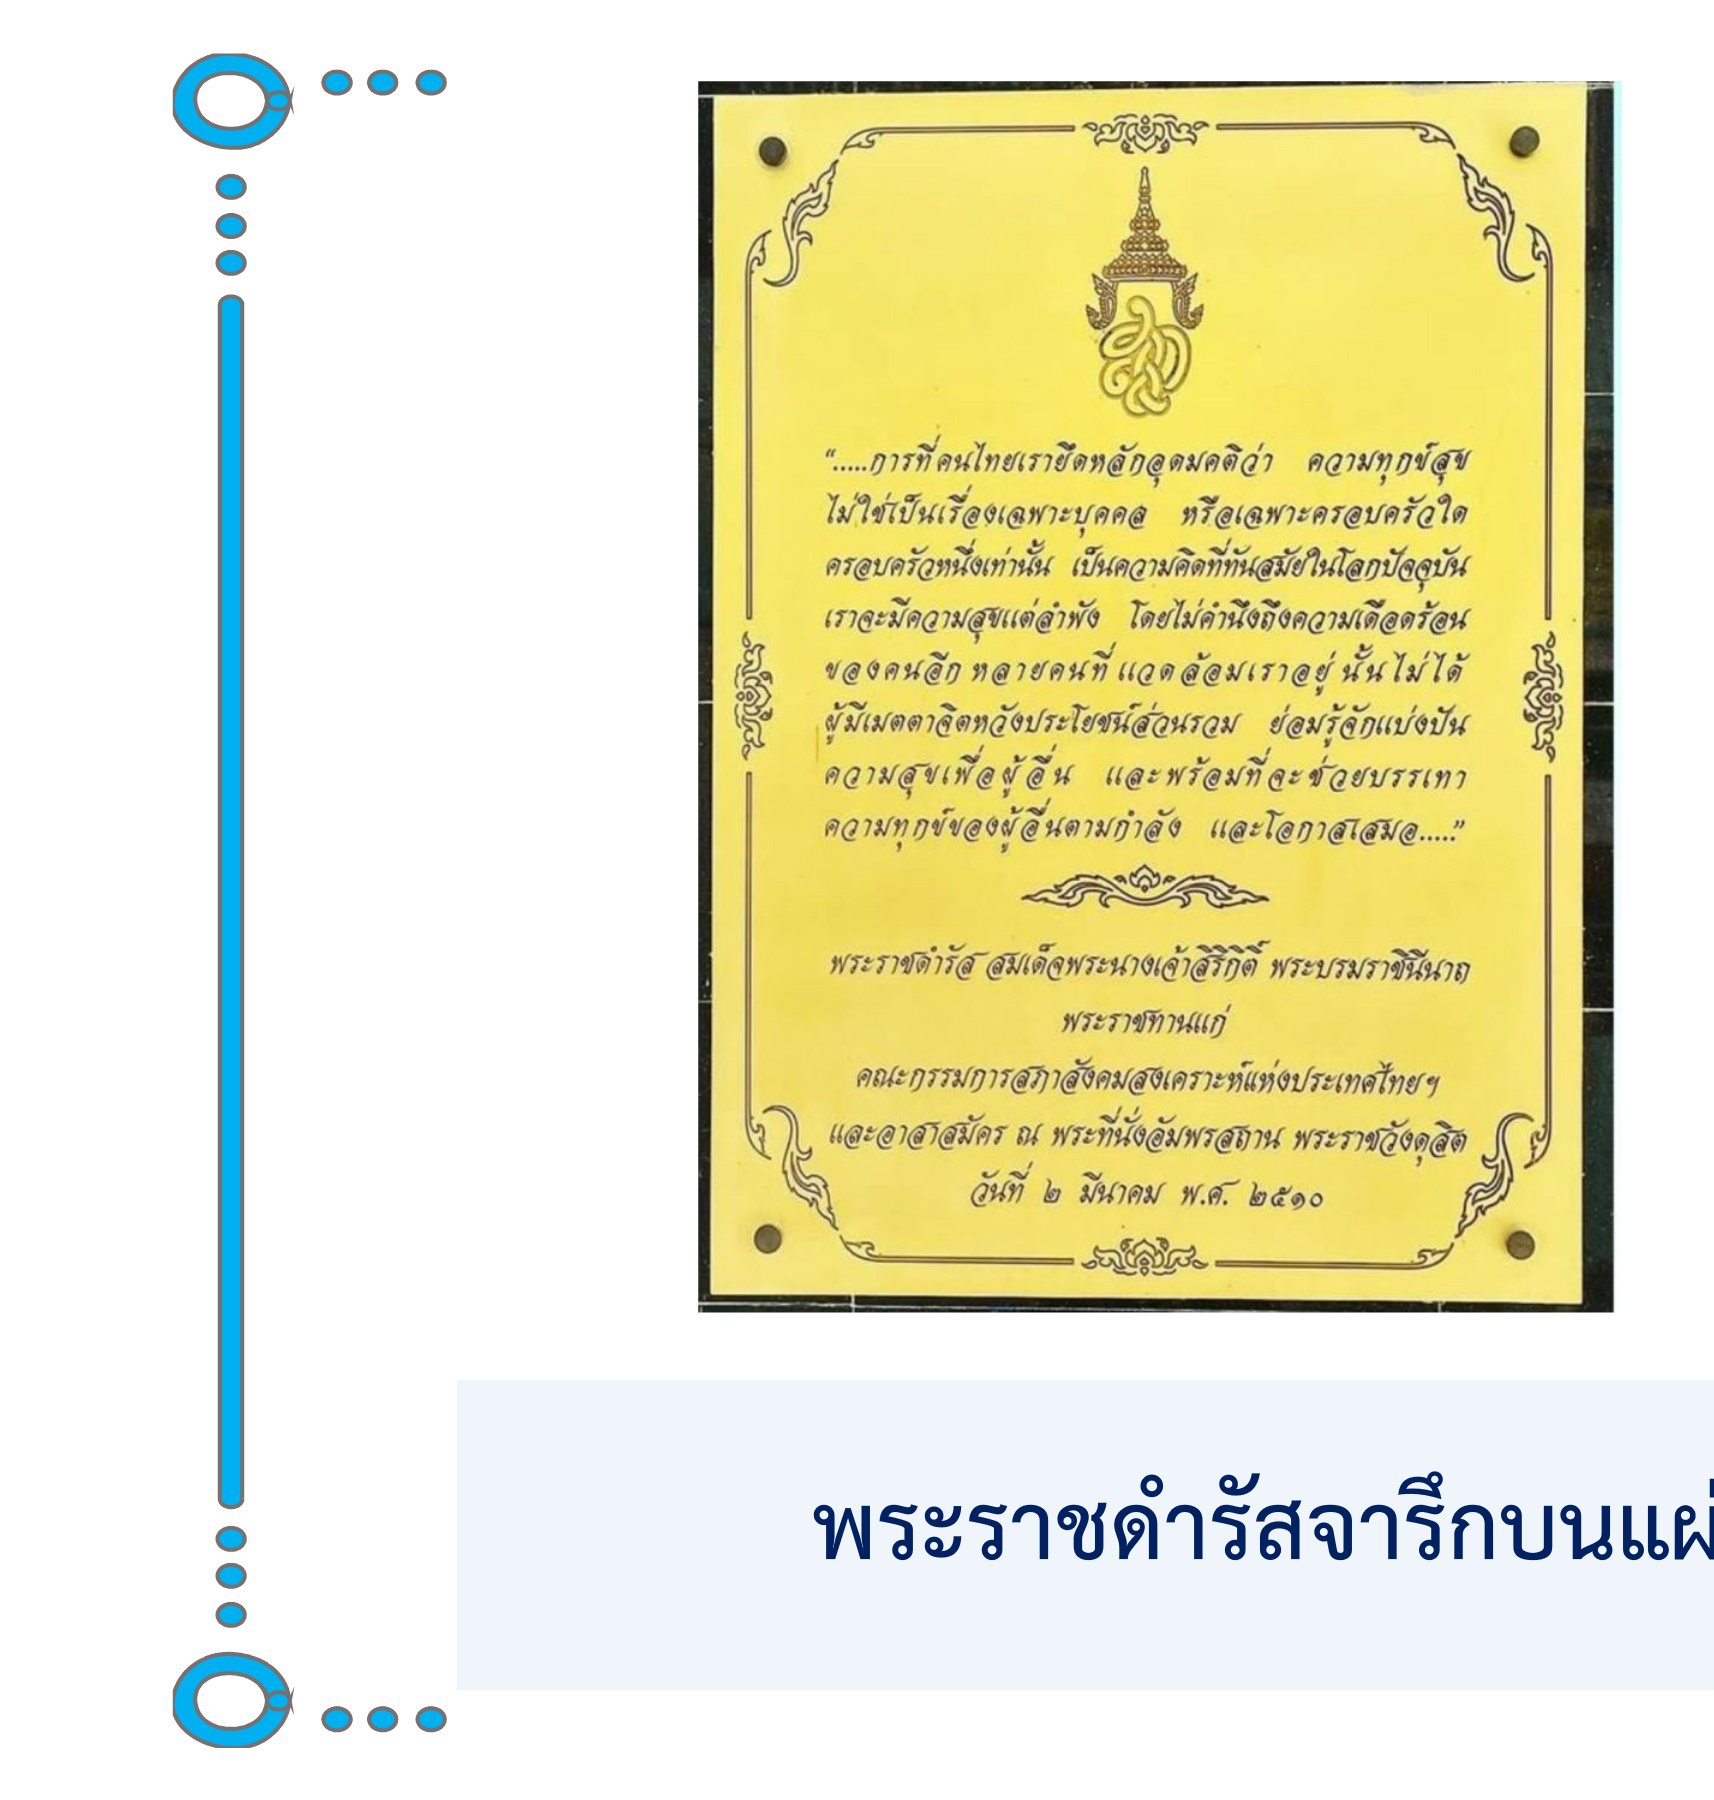 “.....การที่คนไทยเรายึดหลักอุดมคติว่า ความทุกข์สุข
ไม่ใช่เป็นเรื่องเฉพาะบุคคล หรือเฉพาะครอบครัวใด
ครอบครัวหนึ่งเท่านั้น เป็นความคิดที่ทันสมัยในโลกปัจจุบัน
เราจะมีความสุขแต่ลำพัง โดยไม่คำนึงถึงความเดือดร้อน
ของคนอีกหลายคนที่แวดล้อมเราอยู่นั้นไม่ได้
ผู้มีเมตตาจิตหวังประโยชน์ส่วนรวม ย่อมรู้จักแบ่งปัน
ความสุขเพื่อผู้อื่น และพร้อมที่จะช่วยบรรเทา
ความทุกข์ของผู้อื่นตามกำลัง และโอกาสเสมอ.....”
พระราชดำรัส สมเด็จพระนางเจ้าสิริกิติ์ พระบรมราชินีนาถ
พระราชทานแก่
คณะกรรมการสภาสังคมสงเคราะห์แห่งประเทศไทยฯ
และอาสาสมัคร ณ พระที่นั่งอัมพรสถาน พระราชวังดุสิต
วันที่ ๒ มีนาคม พ.ศ. ๒๕๑๐
พระราชดำรัสจารึกบนแผ่